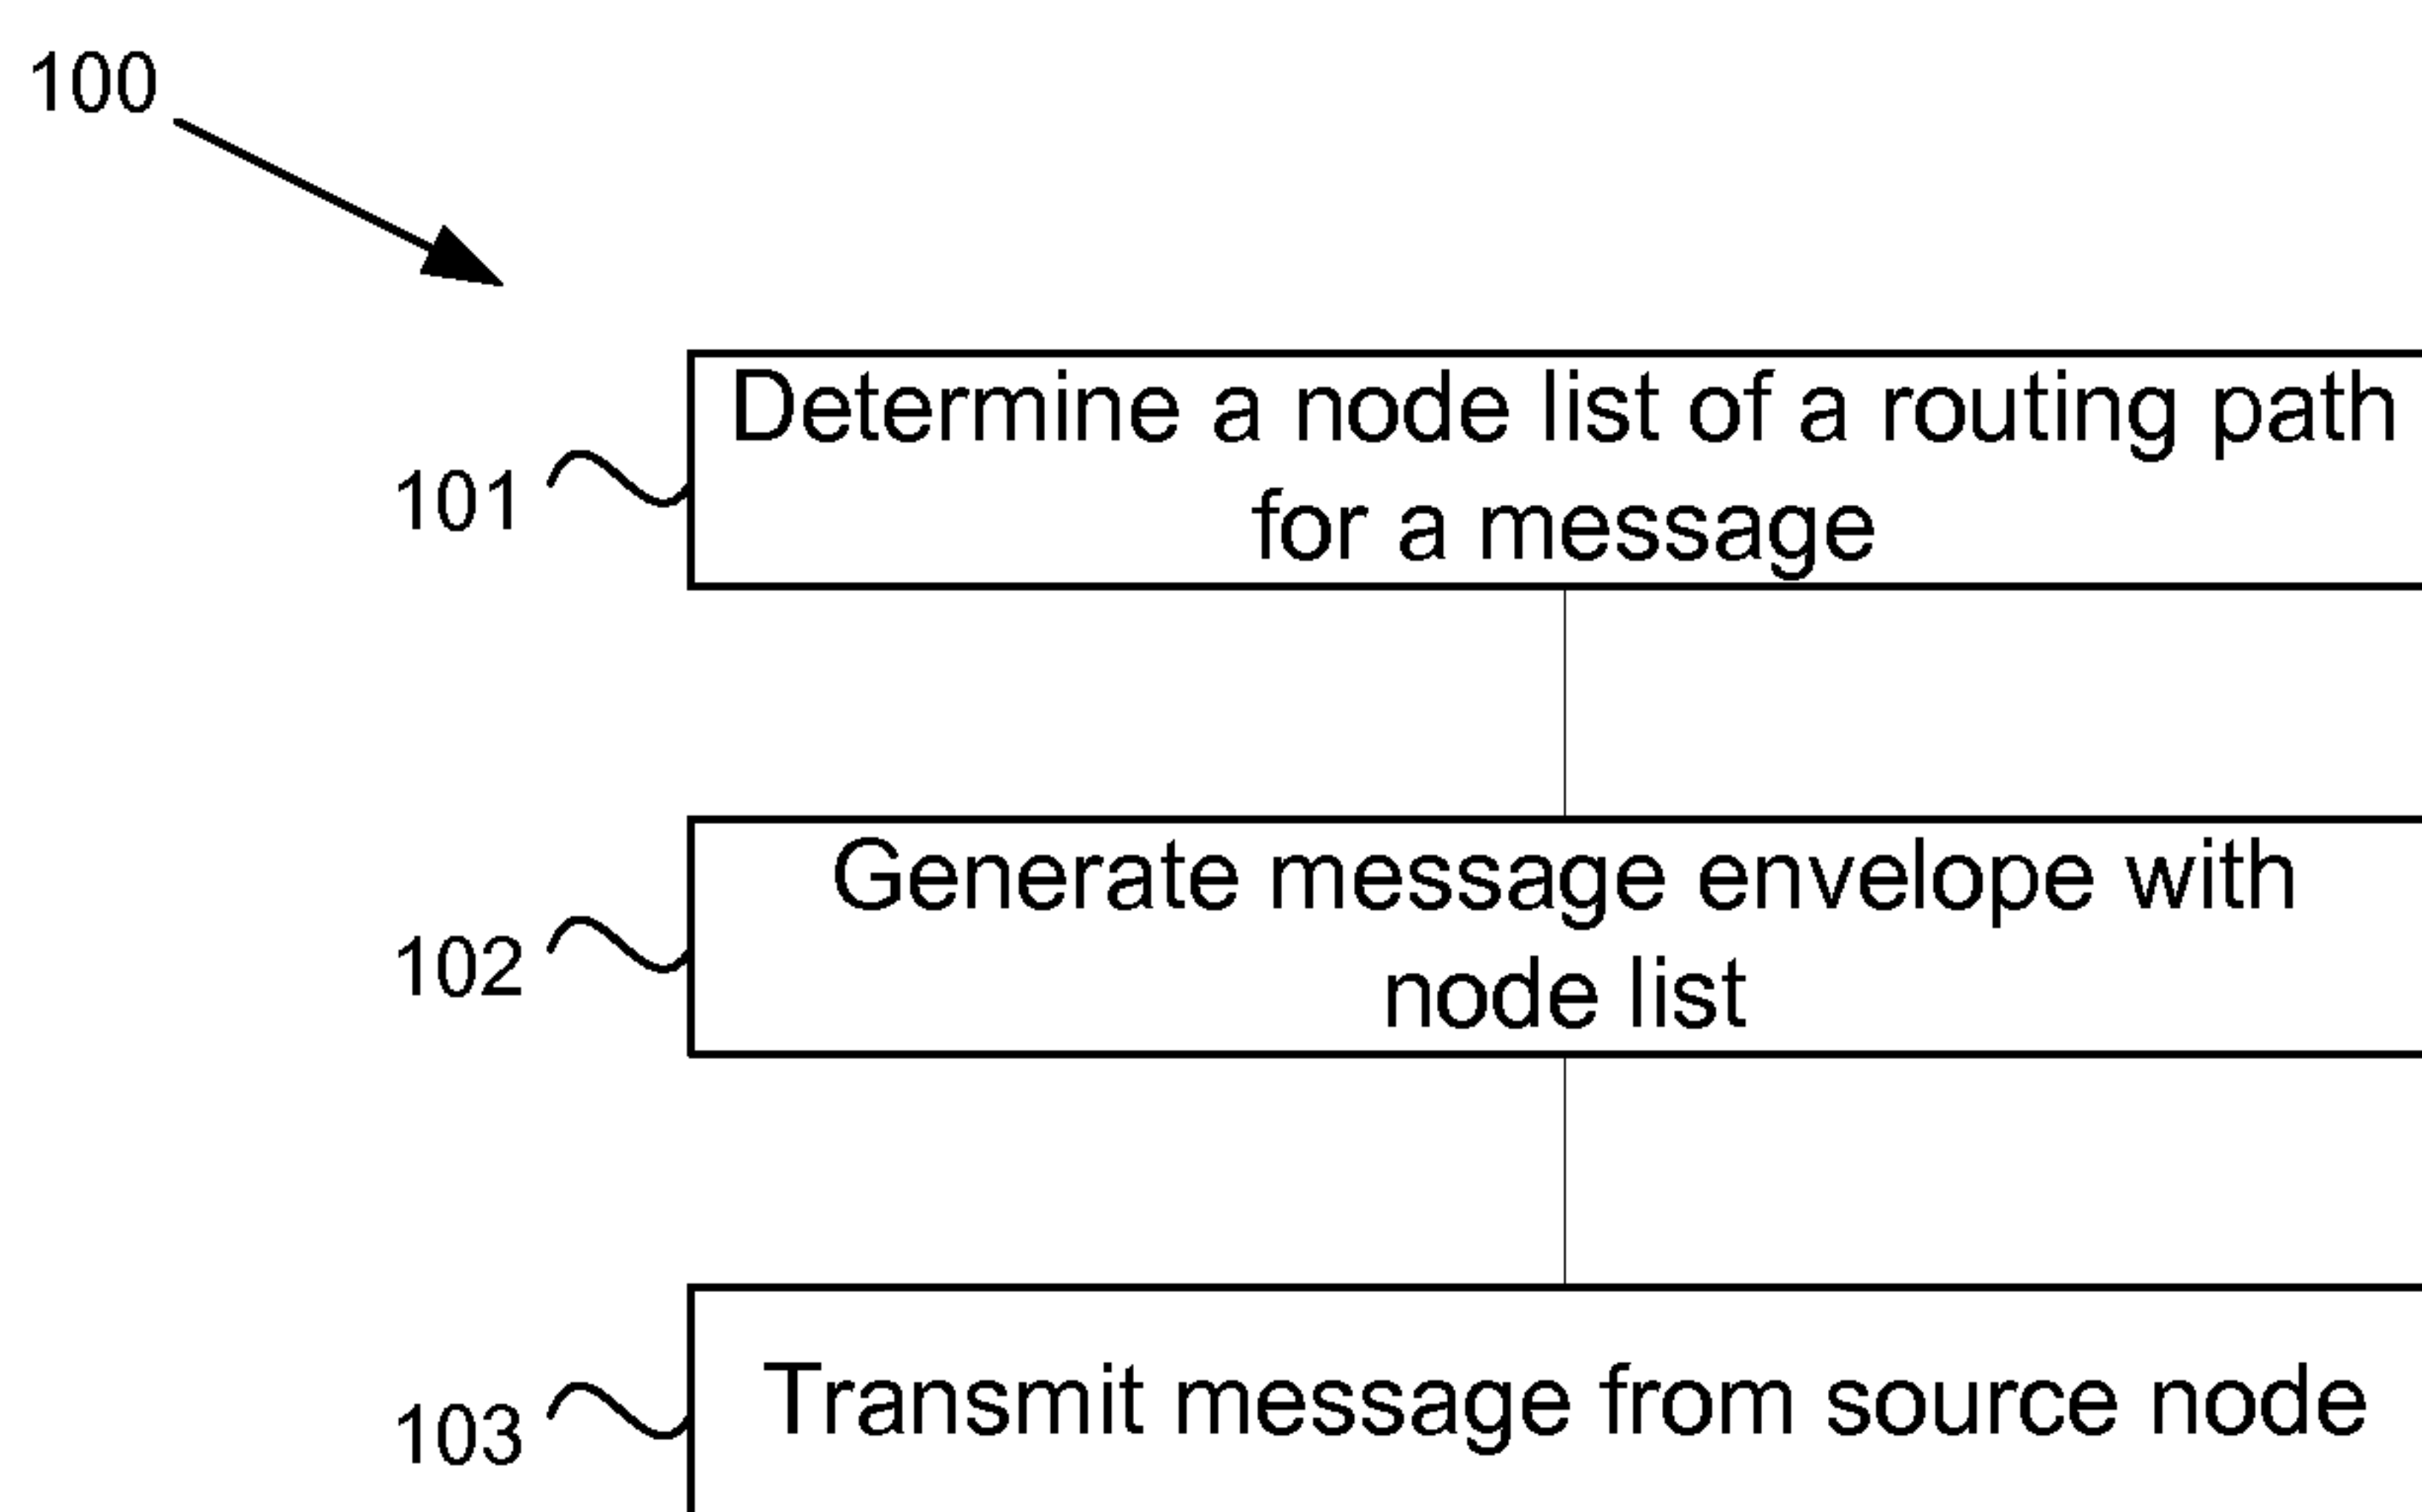 100
Determine a node list of a routing path
for a message
101
Generate message envelope with
node list
102
Transmit message from source node
103